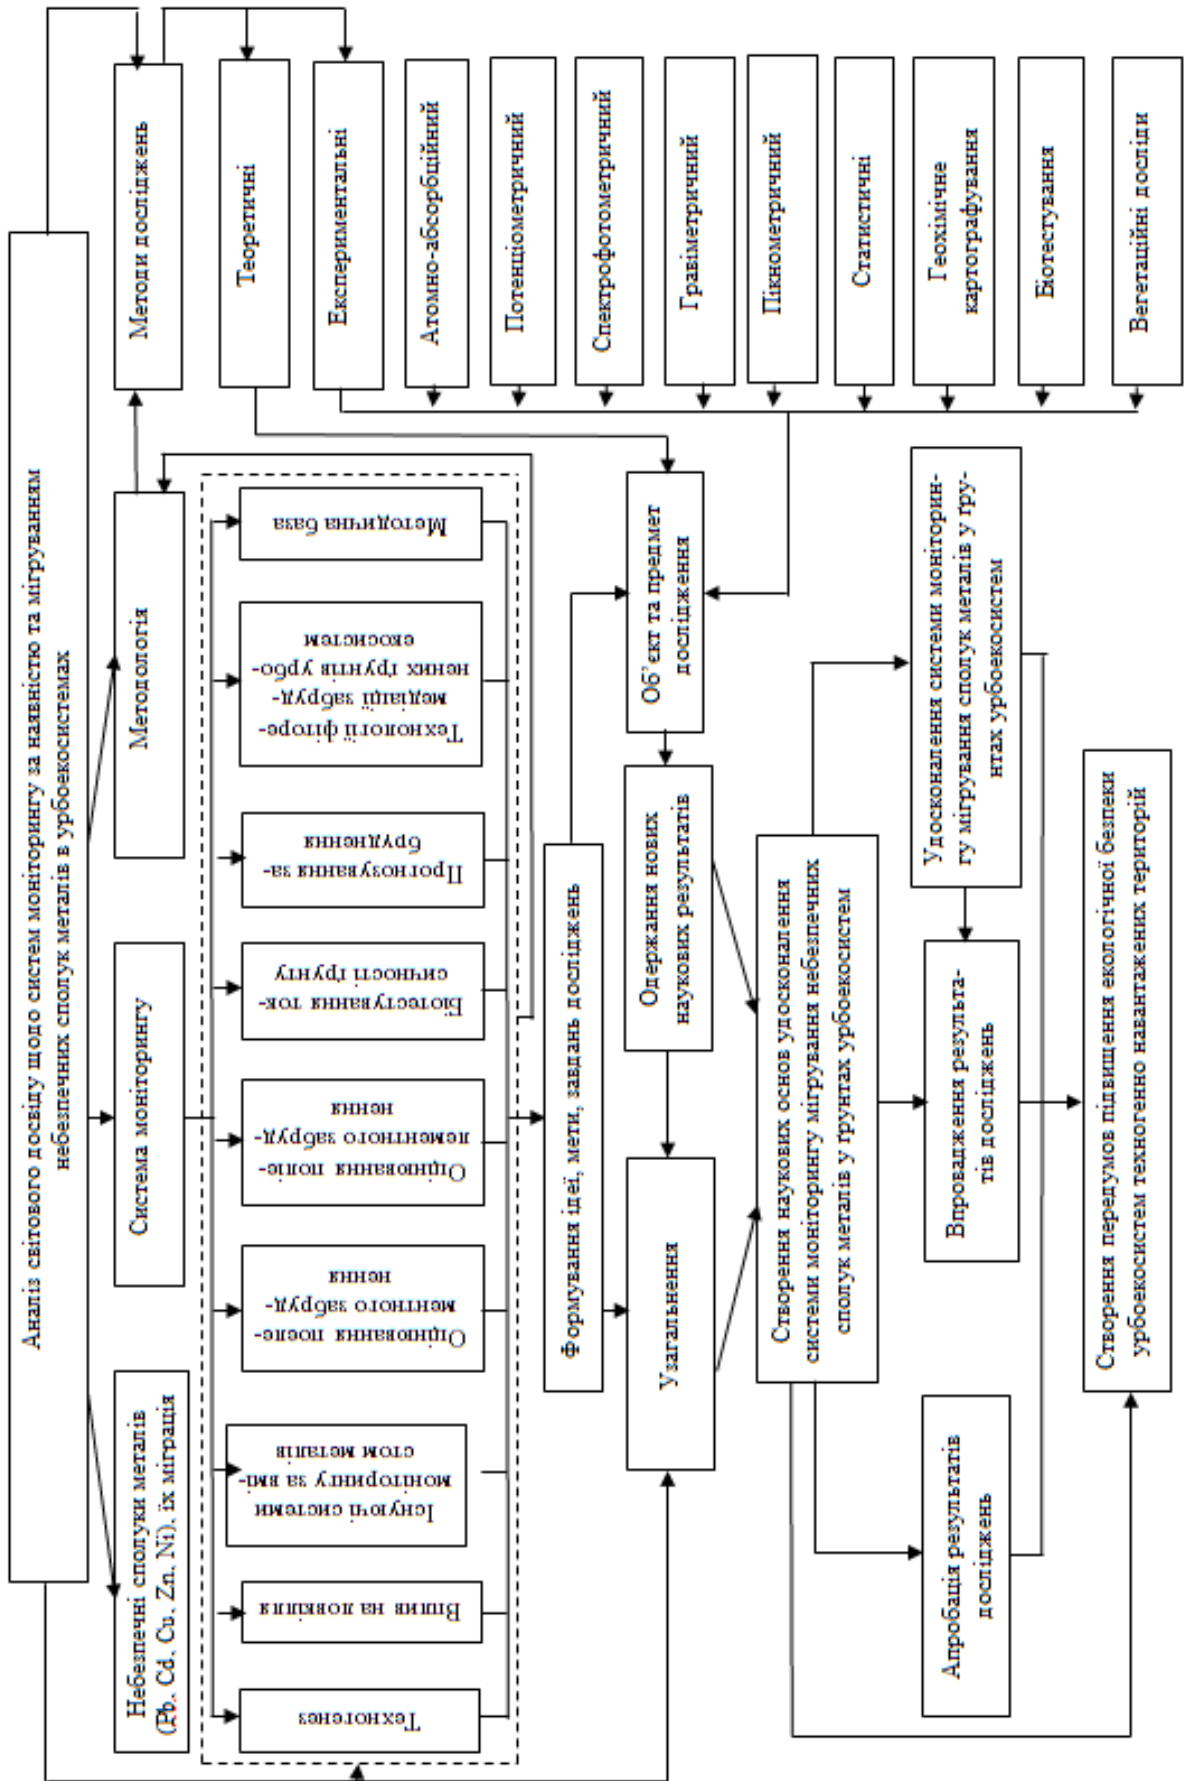 Аналіз світового досвіду щодо систем моніторингу за наявністю та мігруванням
небезпечних сполук металів в урбоекосистемах
Небезпечні сполуки металів
(Pb, Cd, Cu, Zn, Ni), їх міграція
Система моніторингу
Методологія
Методи досліджень
Техногенез
Вплив на довкілля
Існуючі системи
моніторингу за вмі-
стом металів
Оцінювання после-
ментного забруд-
нення
Оцінювання поліе-
лементного забруд-
нення
Біотестування ток-
сичності ґрунту
Прогнозування за-
бруднення
Технології фіторе-
медіації забруд-
нених ґрунтів урбо-
екосистем
Методична база
Теоретичні
Експериментальні
Атомно-абсорбційний
Потенціометричний
Спектрофотометричний
Гравіметричний
Пікнометричний
Статистичні
Геохімічне
картографування
Біотестування
Вегетаційні досліди
Формування ідеї, мети, завдань досліджень
Узагальнення
Одержання нових
наукових результатів
Об'єкт та предмет
дослідження
Створення наукових основ удосконалення
системи моніторингу мігрування небезпечних
сполук металів у ґрунтах урбоекосистем
Апробація результатів
досліджень
Впровадження результа-
тів досліджень
Удосконалення системи моніторин-
гу мігрування сполук металів у ґру-
нтах урбоекосистем
Створення передумов підвищення екологічної безпеки
урбоекосистем техногенно навантажених територій